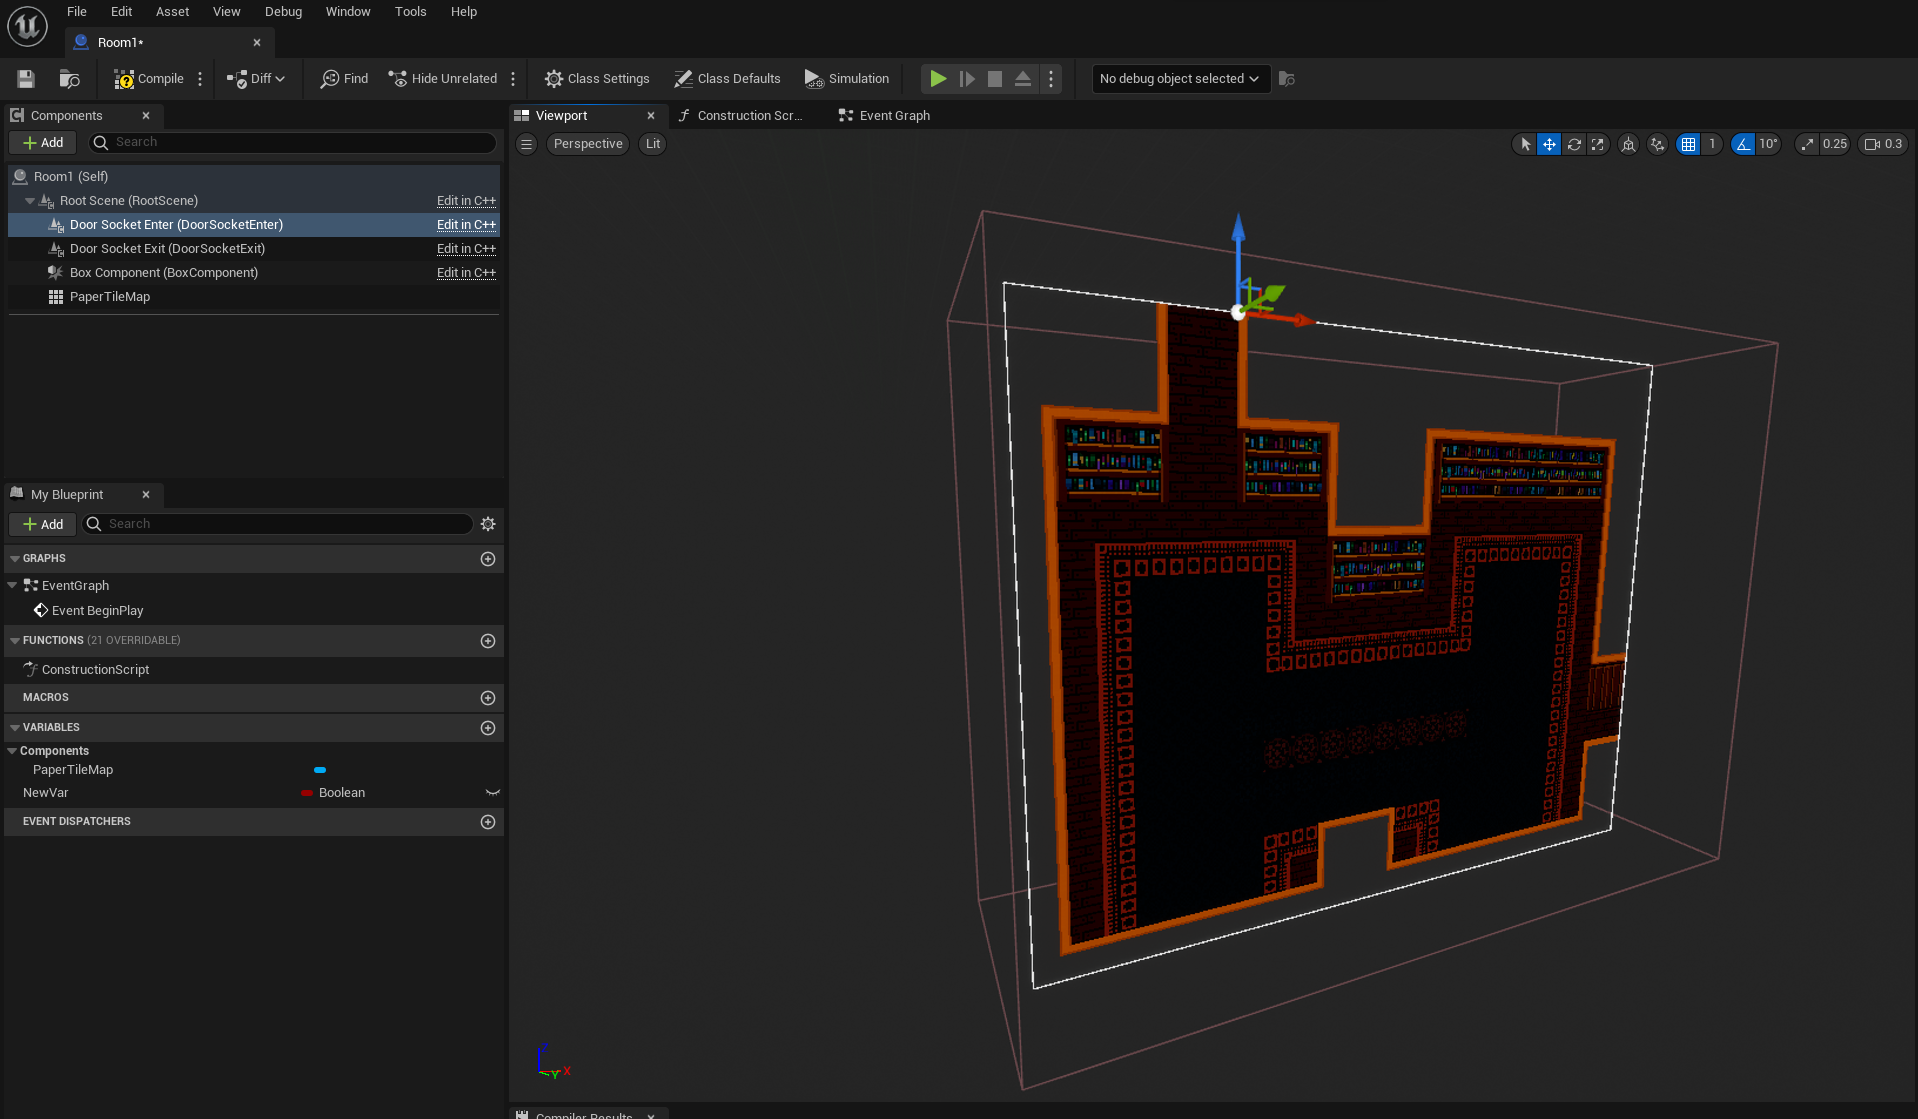 File Edit Asset View Debug Window Tools Help
Room1*
Compile Diff Find Hide Unrelated Class Settings Class Defaults Simulation No debug object selected
Components
Viewport Construction Scr... Event Graph
Add Search
Perspective Lit 1 10° 0.25 0.3
Room1 (Self)
Root Scene (RootScene) Edit in C++
Door Socket Enter (DoorSocketEnter) Edit in C++
Door Socket Exit (DoorSocketExit) Edit in C++
Box Component (BoxComponent) Edit in C++
PaperTileMap
My Blueprint
Add Search
GRAPHS
EventGraph
Event BeginPlay
FUNCTIONS (21 OVERRIDABLE)
ConstructionScript
MACROS
VARIABLES
Components
PaperTileMap
NewVar Boolean
EVENT DISPATCHERS
Z
Y X
Compiler Results